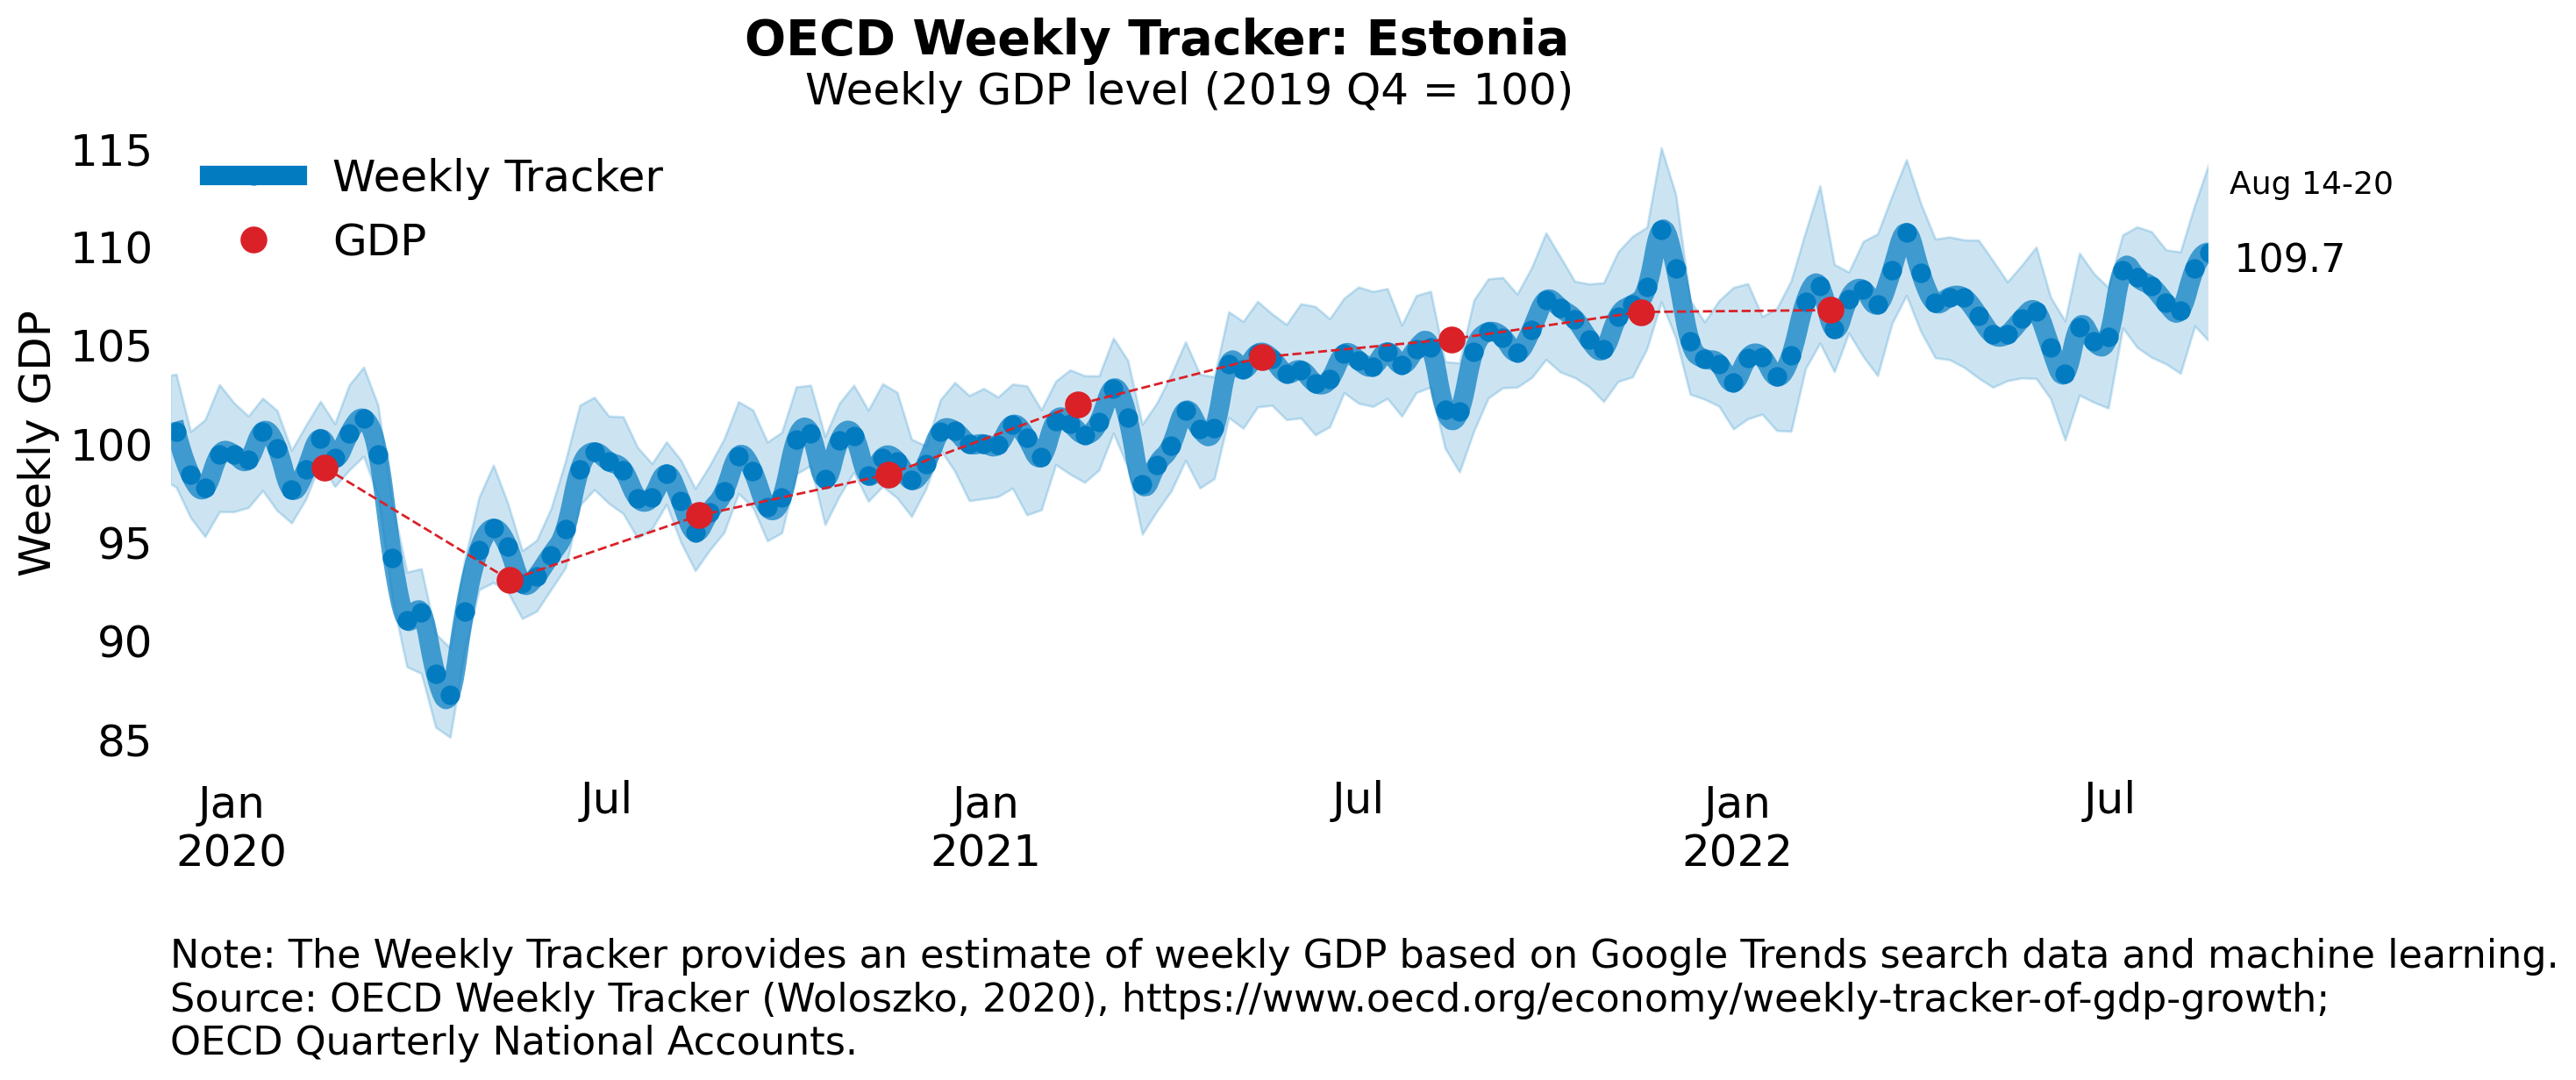 OECD Weekly Tracker: Estonia
Weekly GDP level (2019 Q4 = 100)
Weekly Tracker
GDP
Weekly GDP
115
110
105
100
95
90
85
Aug 14-20
109.7
Jan
2020
Jul
Jan
2021
Jul
Jan
2022
Jul
Note: The Weekly Tracker provides an estimate of weekly GDP based on Google Trends search data and machine learning.
Source: OECD Weekly Tracker (Woloszko, 2020), https://www.oecd.org/economy/weekly-tracker-of-gdp-growth;
OECD Quarterly National Accounts.